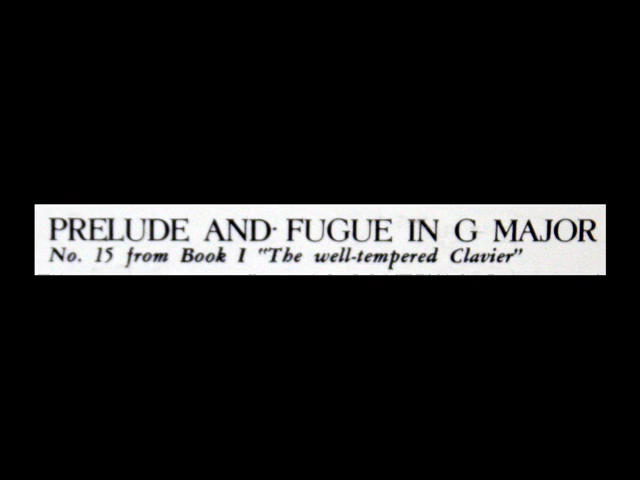 PRELUDE AND FUGUE IN G MAJOR
No. 15 from Book I "The well-tempered Clavier"